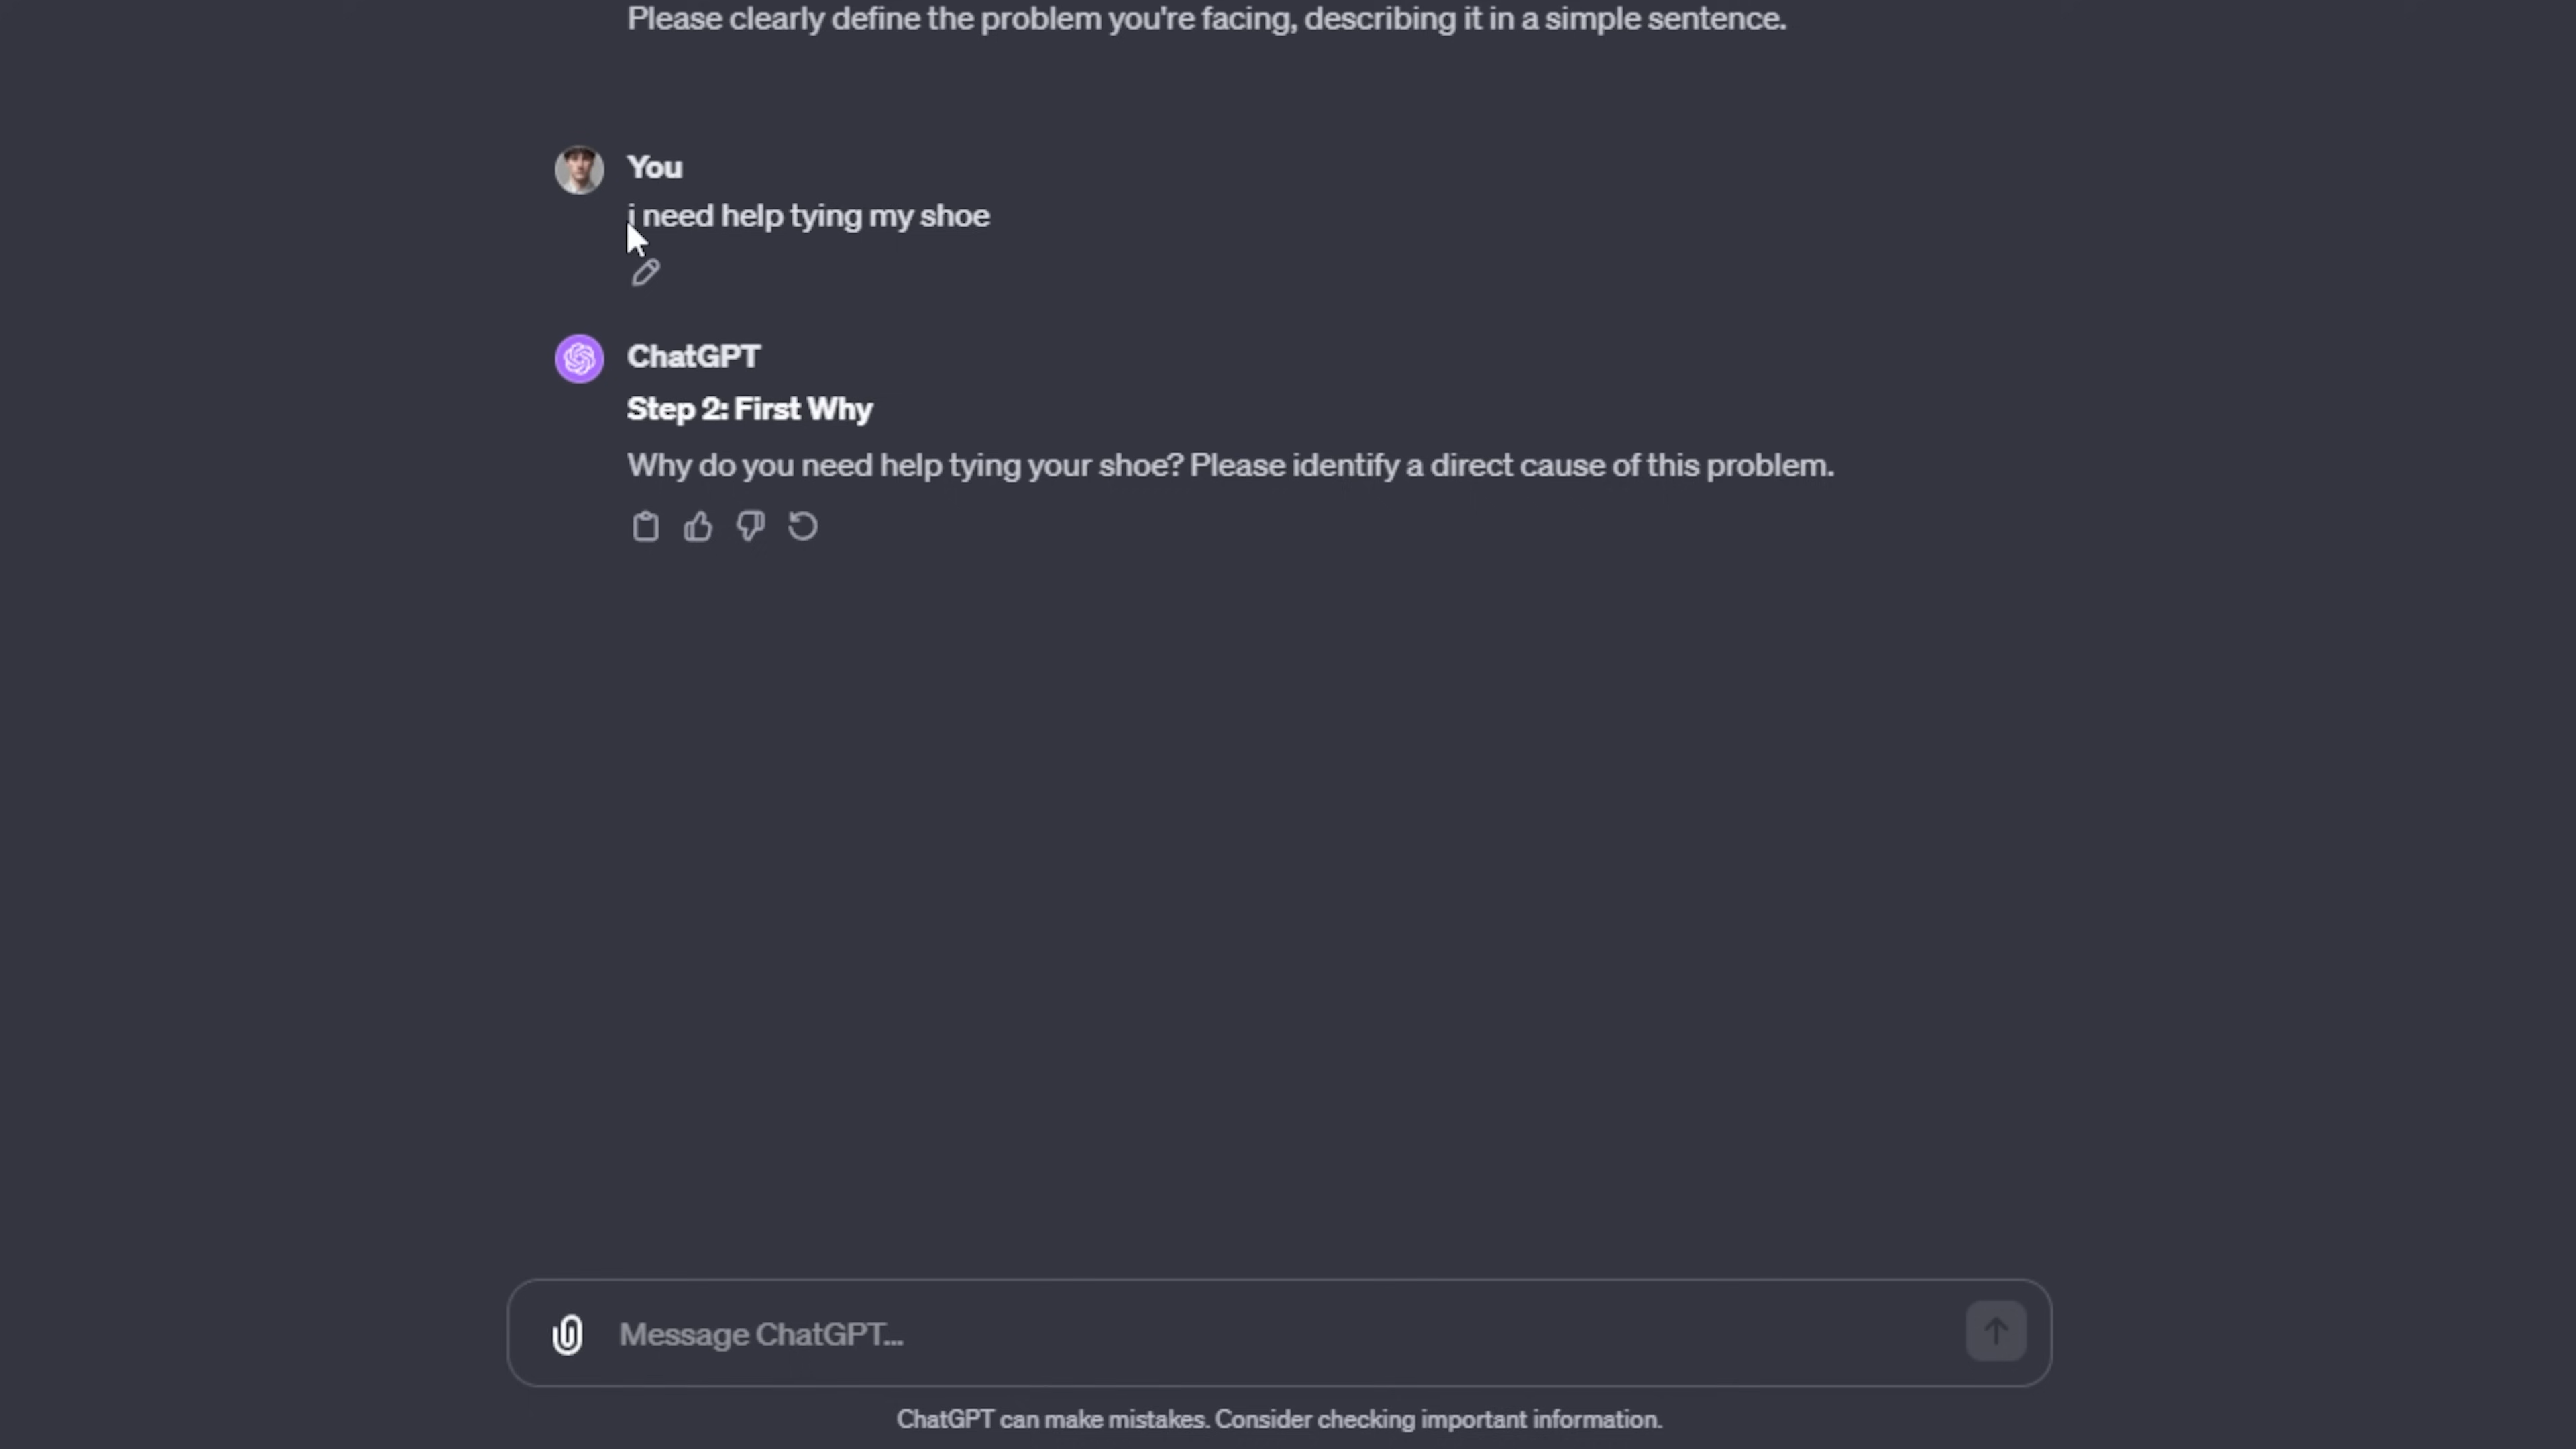 Please clearly define the problem you're facing, describing it in a simple sentence.
You
i need help tying my shoe
ChatGPT
Step 2: First Why
Why do you need help tying your shoe? Please identify a direct cause of this problem.
Message ChatGPT...
ChatGPT can make mistakes. Consider checking important information.